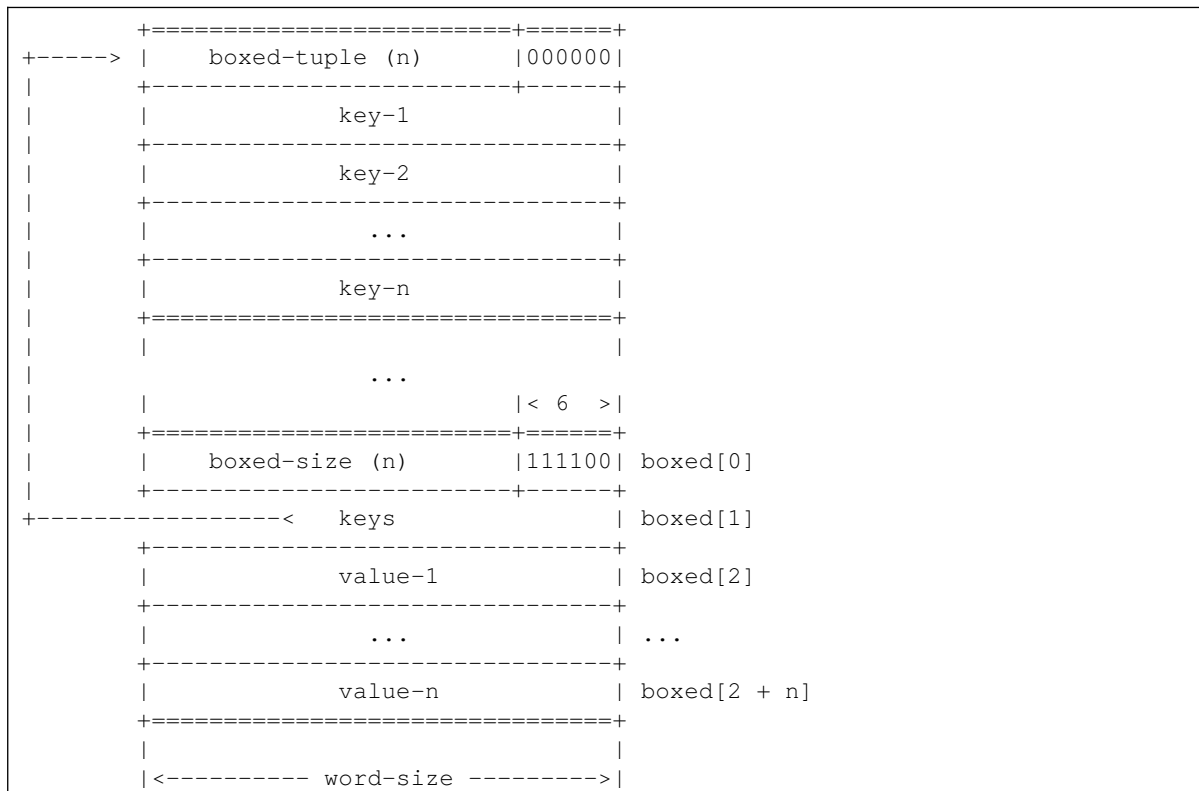 +=========================+======+
+-----> |    boxed-tuple (n)      |000000|
|       +-------------------------+------+
|       |             key-1              |
|       +--------------------------------+
|       |             key-2              |
|       +--------------------------------+
|       |               ...              |
|       +--------------------------------+
|       |             key-n              |
|       +================================+
|       |                                |
|                       ...
|       |                         |< 6  >|
|       +=========================+======+
|       |    boxed-size (n)       |111100| boxed[0]
|       +-------------------------+------+
+-----------------<   keys               | boxed[1]
        +--------------------------------+
        |             value-1            | boxed[2]
        +--------------------------------+
        |               ...              | ...
        +--------------------------------+
        |             value-n            | boxed[2 + n]
        +================================+
        |                                |
        |<---------- word-size --------->|